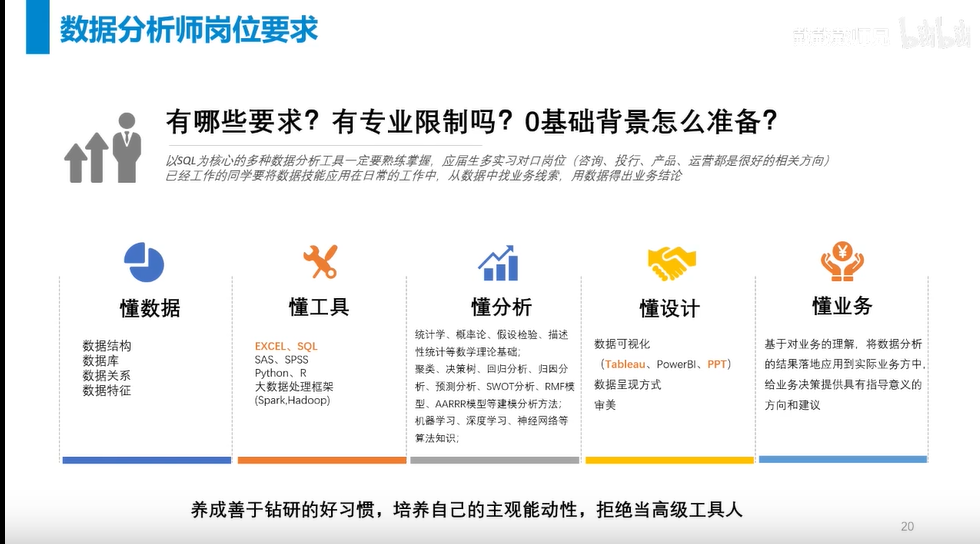 数据分析师岗位要求
bilibili
有哪些要求？有专业限制吗？0基础背景怎么准备？
以SQL为核心的多种数据分析工具一定要熟练掌握，应届生多实习对口岗位（咨询、投行、产品、运营都是很好的相关方向）
已经工作的同学要将数据技能应用在日常的工作中，从数据中找业务线索，用数据得出业务结论
¥
懂数据
数据结构
数据库
数据关系
数据特征
懂工具
EXCEL、SQL
SAS、SPSS
Python、R
大数据处理框架
(Spark,Hadoop)
懂分析
统计学、概率论、假设检验、描述
性统计等数学理论基础；
聚类、决策树、回归分析、归因分
析、预测分析、SWOT分析、RMF模
型、AARRR模型等建模分析方法；
机器学习、深度学习、神经网络等
算法知识；
懂设计
数据可视化
（Tableau、PowerBI、PPT）
数据呈现方式
审美
懂业务
基于对业务的理解，将数据分析
的结果落地应用到实际业务方中，
给业务决策提供具有指导意义的
方向和建议
养成善于钻研的好习惯，培养自己的主观能动性，拒绝当高级工具人
20